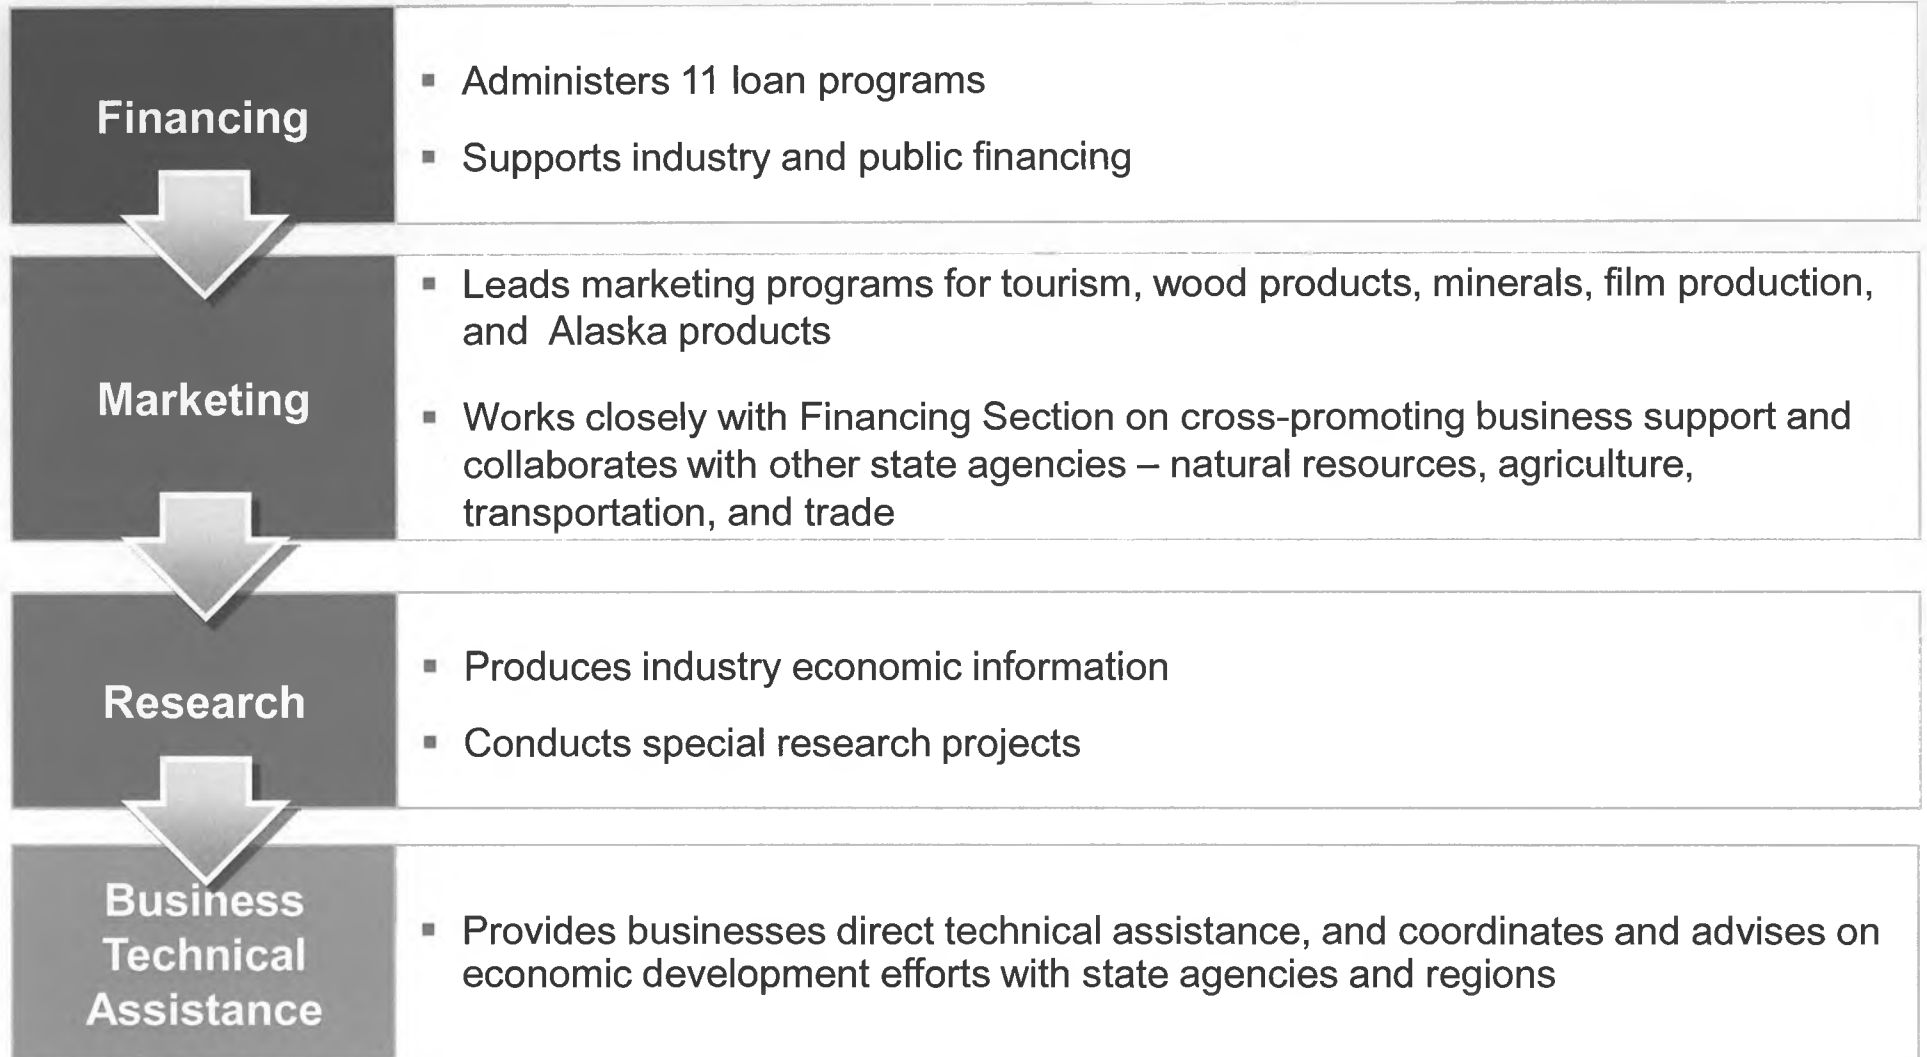 Financing
▪ Administers 11 loan programs
▪ Supports industry and public financing
Marketing
▪ Leads marketing programs for tourism, wood products, minerals, film production,
and Alaska products
▪ Works closely with Financing Section on cross-promoting business support and
collaborates with other state agencies – natural resources, agriculture,
transportation, and trade
Research
▪ Produces industry economic information
▪ Conducts special research projects
Business
Technical
Assistance
▪ Provides businesses direct technical assistance, and coordinates and advises on
economic development efforts with state agencies and regions